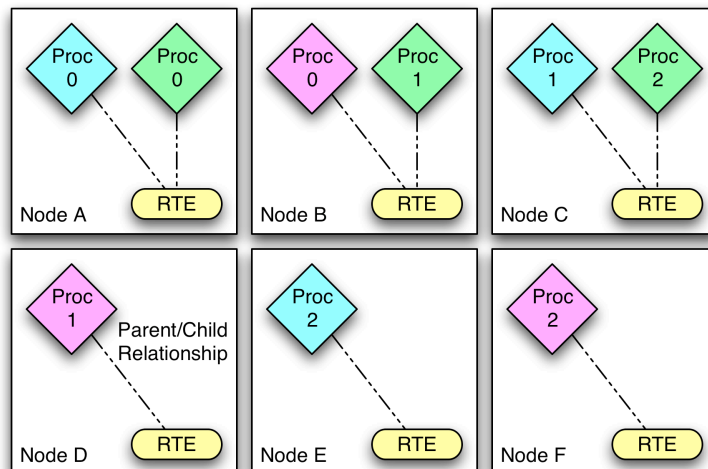 Proc
0
Proc
0
RTE
Node A
Proc
0
Proc
1
RTE
Node B
Proc
1
Proc
2
RTE
Node C
Proc
1
Parent/Child
Relationship
RTE
Node D
Proc
2
RTE
Node E
Proc
2
RTE
Node F